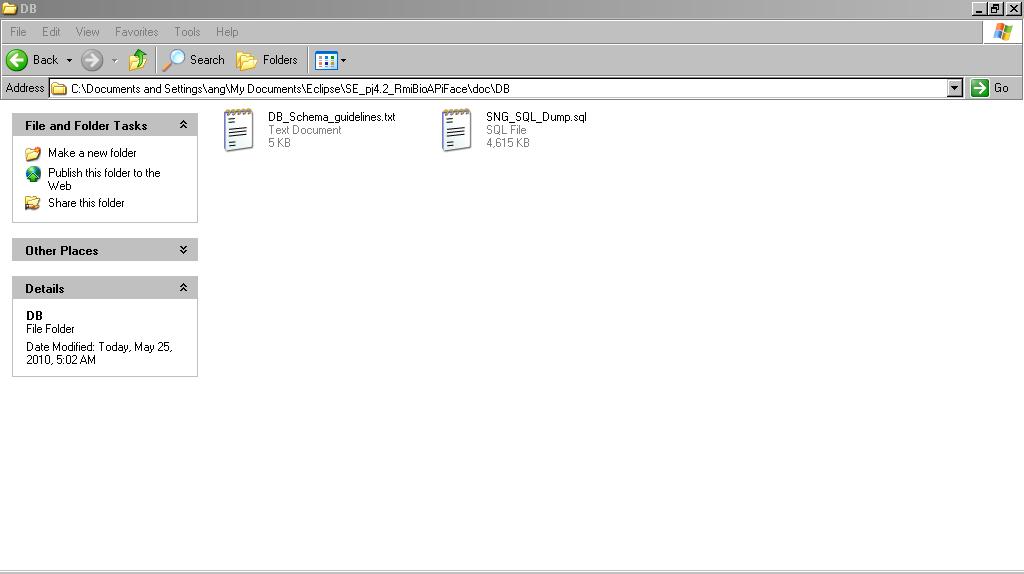 DB
File Edit View Favorites Tools Help
Back Search Folders
Address C:\Documents and Settings\ang\My Documents\Eclipse\SE_pj4.2_RmiBioAPiFace\doc\DB Go
File and Folder Tasks
Make a new folder
Publish this folder to the
Web
Share this folder
Other Places
Details
DB
File Folder
Date Modified: Today, May 25,
2010, 5:02 AM
DB_Schema_guidelines.txt
Text Document
5 KB
SNG_SQL_Dump.sql
SQL File
4,615 KB